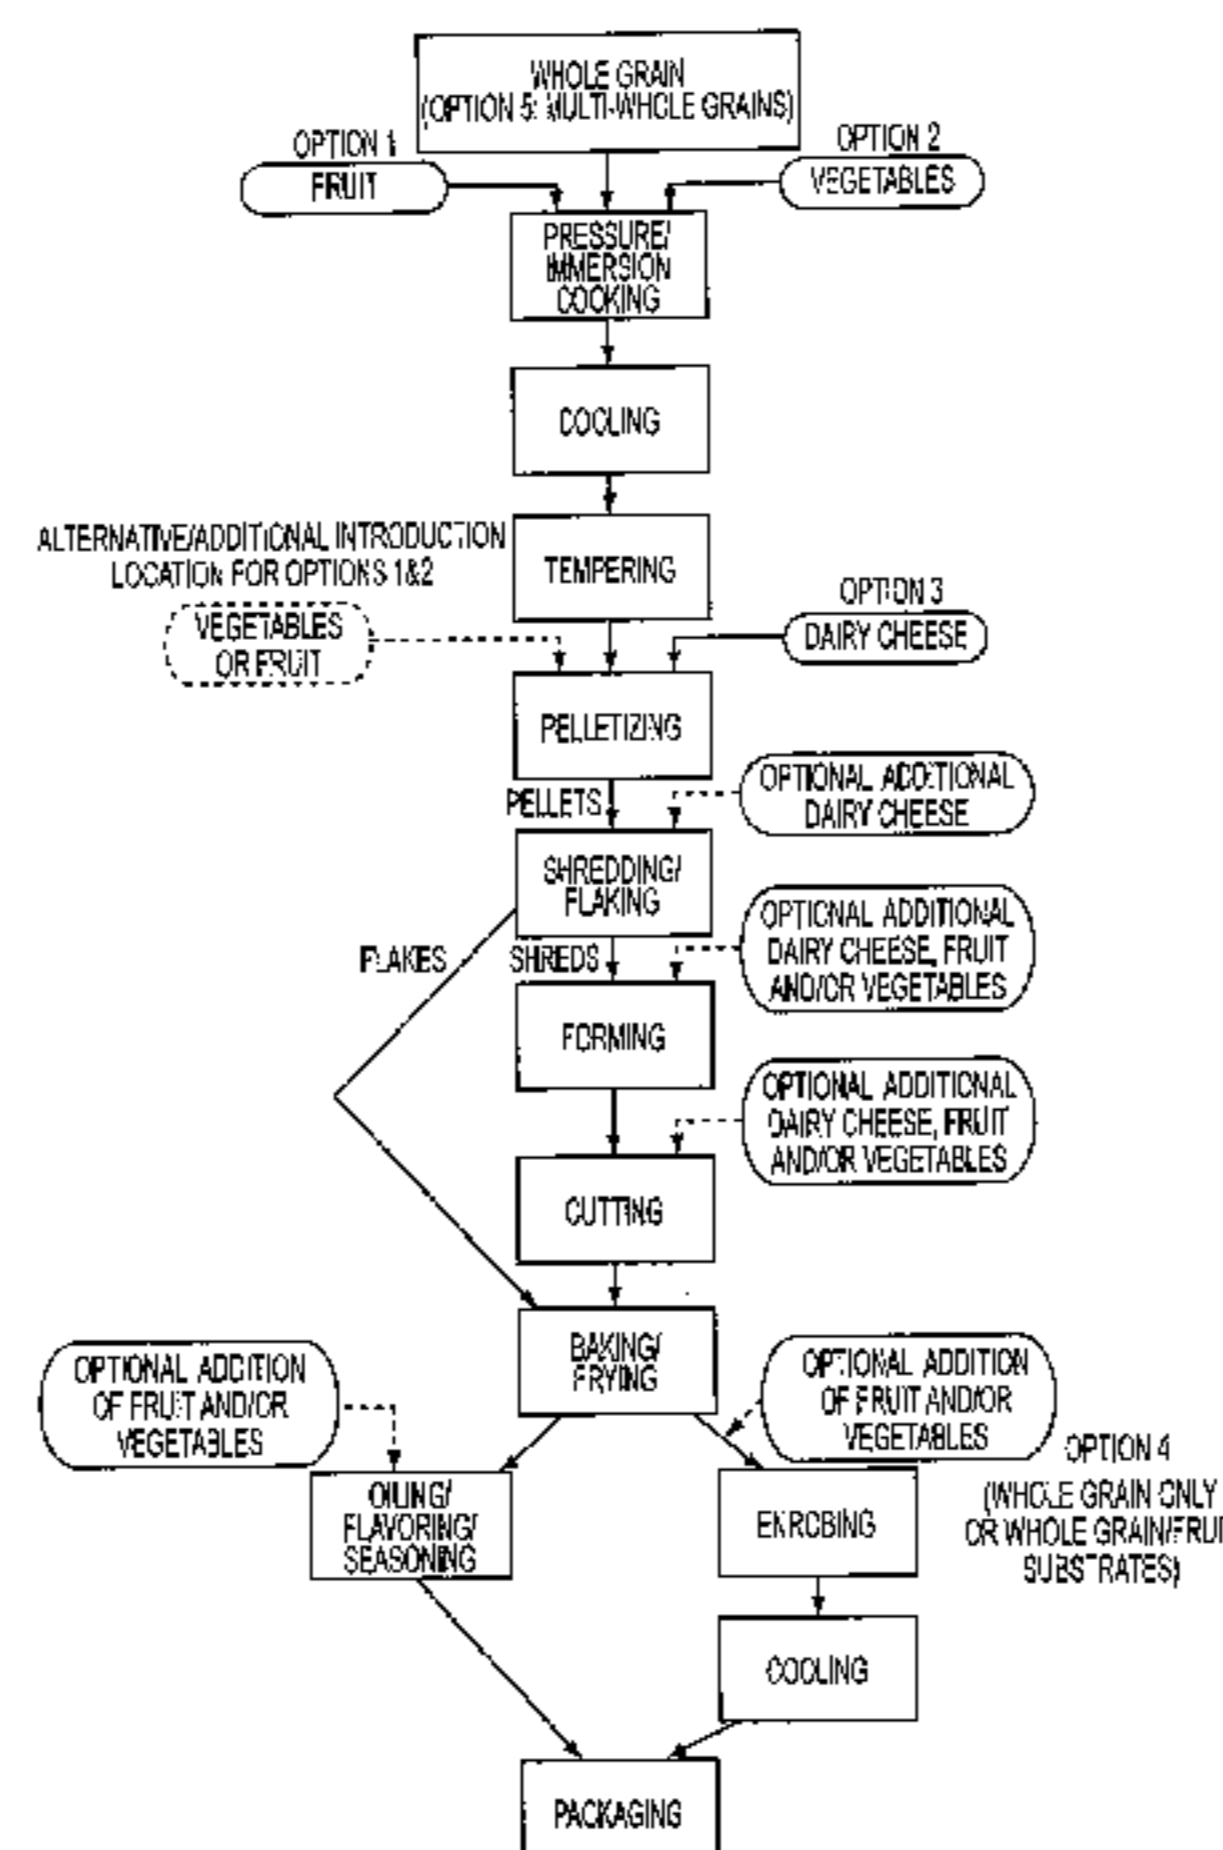 WHOLE GRAIN
(OPTION 5: MULTI-WHOLE GRAINS)
OPTION 1
FRUIT
OPTION 2
VEGETABLES
PRESSURE/
IMMERSION
COOKING
COOLING
TEMPERING
ALTERNATIVE/ADDITIONAL INTRODUCTION
LOCATION FOR OPTIONS 1&2
VEGETABLES
OR FRUIT
OPTION 3
DAIRY CHEESE
PELLETIZING
PELLETS
OPTIONAL ADDITIONAL
DAIRY CHEESE
SHREDDING/
FLAKING
FLAKES
SHREDS
OPTIONAL ADDITIONAL
DAIRY CHEESE, FRUIT
AND/OR VEGETABLES
FORMING
OPTIONAL ADDITIONAL
DAIRY CHEESE, FRUIT
AND/OR VEGETABLES
CUTTING
BAKING/
FRYING
OPTIONAL ADDITION
OF FRUIT AND/OR
VEGETABLES
OPTIONAL ADDITION
OF FRUIT AND/OR
VEGETABLES
OILING/
FLAVORING/
SEASONING
ENROBING
OPTION 4
(WHOLE GRAIN ONLY
OR WHOLE GRAIN/FRUI
SUBSTRATES)
COOLING
PACKAGING